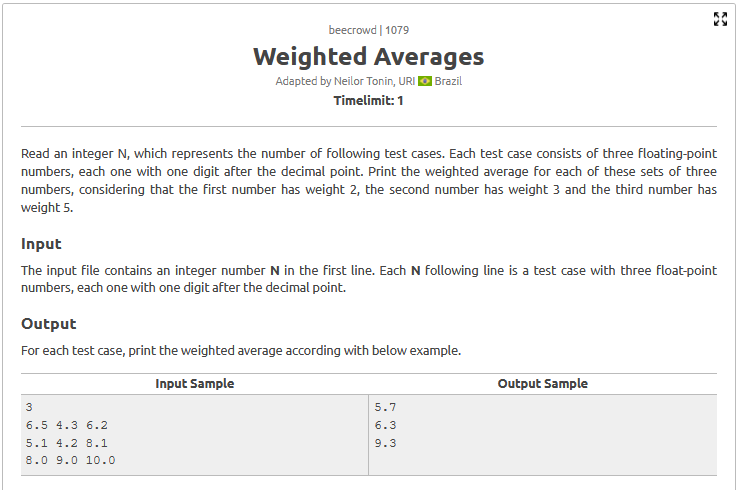 beecrowd | 1079
Weighted Averages
Adapted by Neilor Tonin, URI Brazil
Timelimit: 1
Read an integer N, which represents the number of following test cases. Each test case consists of three floating-point
numbers, each one with one digit after the decimal point. Print the weighted average for each of these sets of three
numbers, considering that the first number has weight 2, the second number has weight 3 and the third number has
weight 5.
Input
The input file contains an integer number N in the first line. Each N following line is a test case with three float-point
numbers, each one with one digit after the decimal point.
Output
For each test case, print the weighted average according with below example.
Input Sample Output Sample
3 5.7
6.5 4.3 6.2 6.3
5.1 4.2 8.1 9.3
8.0 9.0 10.0